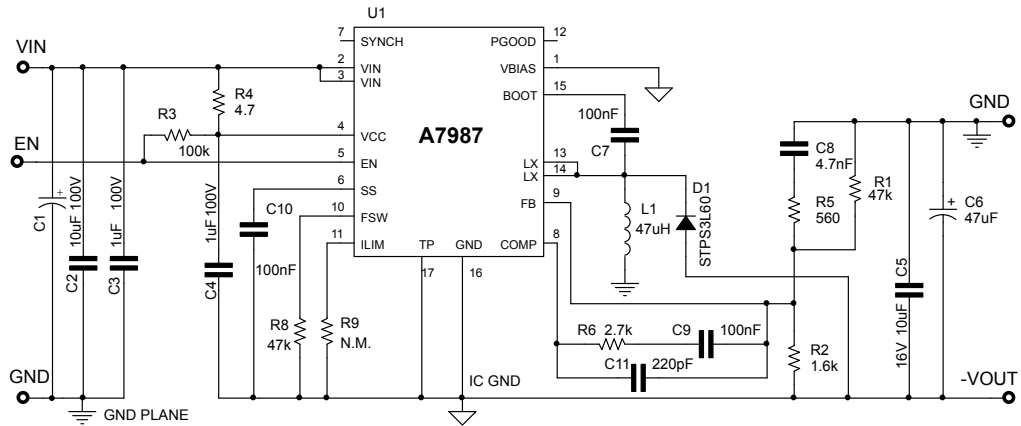 U1
7
SYNCH
PGOOD
12
VIN
2
VIN
3
VIN
VBIAS
1
R4
4.7
BOOT
15
GND
R3
100k
4
VCC
A7987
100nF
C7
EN
5
EN
LX
13
LX
14
C8
4.7nF
6
SS
FB
9
D1
STPS3L60
R1
47k
C10
100nF
L1
47uH
R5
560
C6
47uF
+
C1
+
10uF 100V
C2
1uF 100V
C3
1uF 100V
C4
10
FSW
11
ILIM
TP
GND
COMP
8
17
16
C5
16V 10uF
R8
47k
R9
N.M.
R6
2.7k
C9
100nF
C11
220pF
R2
1.6k
GND
IC GND
-VOUT
GND PLANE